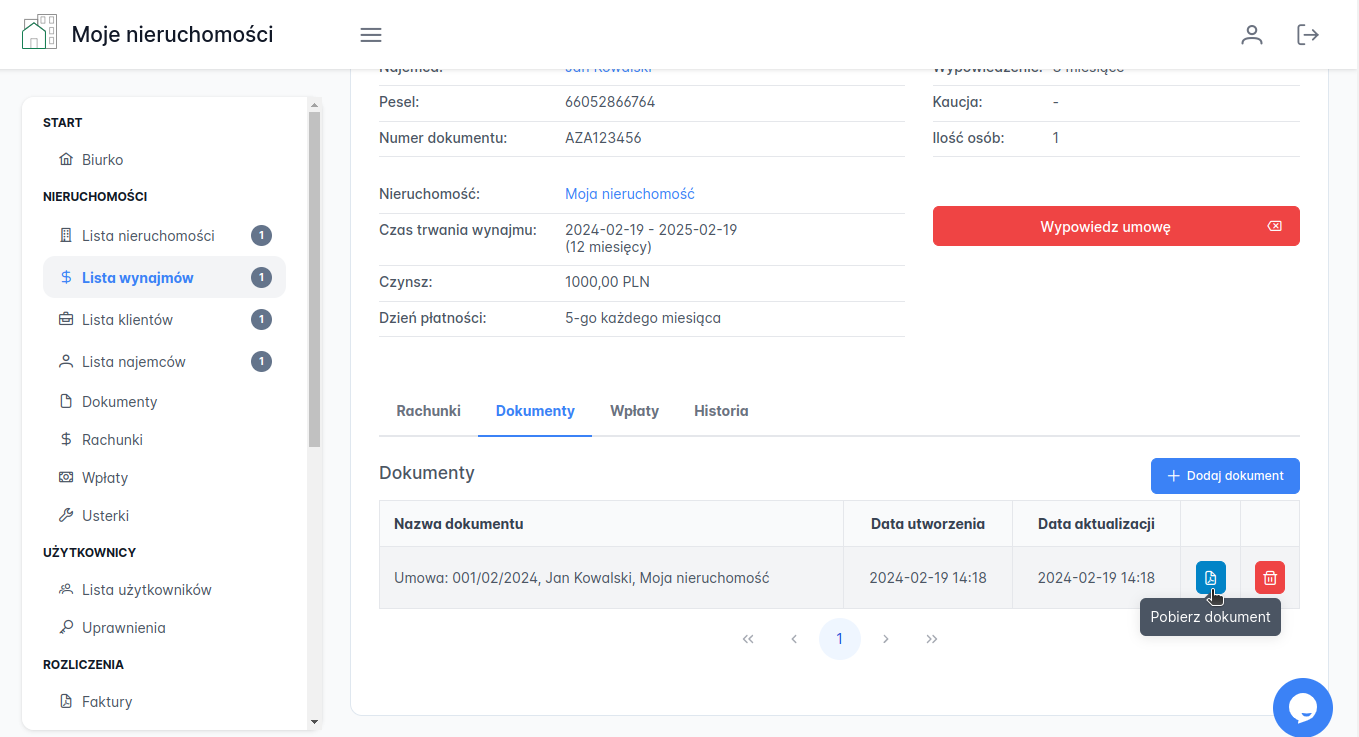 Moje nieruchomości
START
Biurko
NIERUCHOMOŚCI
Lista nieruchomości 1
Lista wynajmów 1
Lista klientów 1
Lista najemców 1
Dokumenty
Rachunki
Wpłaty
Usterki
UŻYTKOWNICY
Lista użytkowników
Uprawnienia
ROZLICZENIA
Faktury
Najemca: Jan Kowalski
Pesel: 66052866764
Numer dokumentu: AZA123456
Nieruchomość: Moja nieruchomość
Czas trwania wynajmu: 2024-02-19 - 2025-02-19
(12 miesięcy)
Czynsz: 1000,00 PLN
Dzień płatności: 5-go każdego miesiąca
Wypowiedzenie: 3 miesiące
Kaucja: -
Ilość osób: 1
Wypowiedz umowę
Rachunki Dokumenty Wpłaty Historia
Dokumenty
Dodaj dokument
Nazwa dokumentu Data utworzenia Data aktualizacji
Umowa: 001/02/2024, Jan Kowalski, Moja nieruchomość 2024-02-19 14:18 2024-02-19 14:18
Pobierz dokument
1